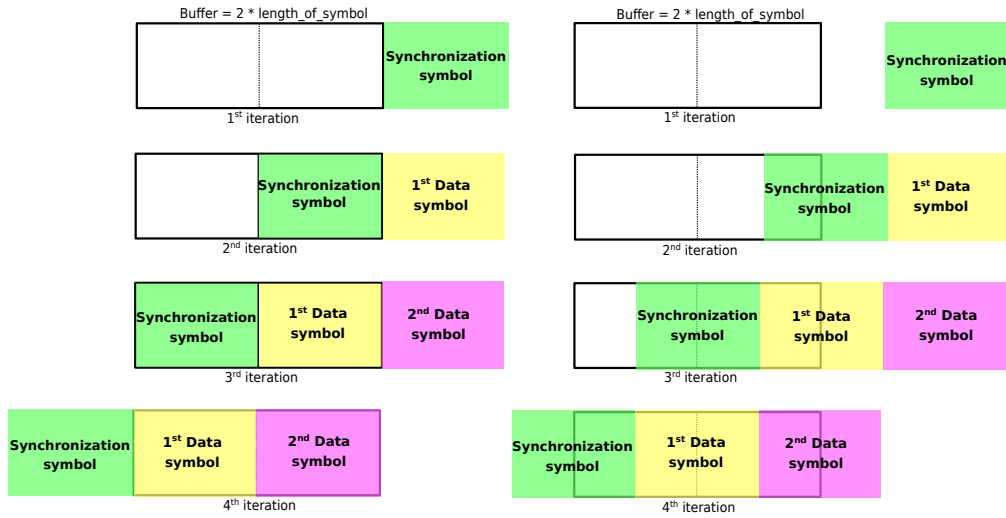 Buffer = 2 * length_of_symbol
Synchronization
symbol
1st iteration
Synchronization
symbol
1st Data
symbol
2nd iteration
Synchronization
symbol
1st Data
symbol
2nd Data
symbol
3rd iteration
Synchronization
symbol
1st Data
symbol
2nd Data
symbol
4th iteration
Buffer = 2 * length_of_symbol
Synchronization
symbol
1st iteration
Synchronization
symbol
1st Data
symbol
2nd iteration
Synchronization
symbol
1st Data
symbol
2nd Data
symbol
3rd iteration
Synchronization
symbol
1st Data
symbol
2nd Data
symbol
4th iteration